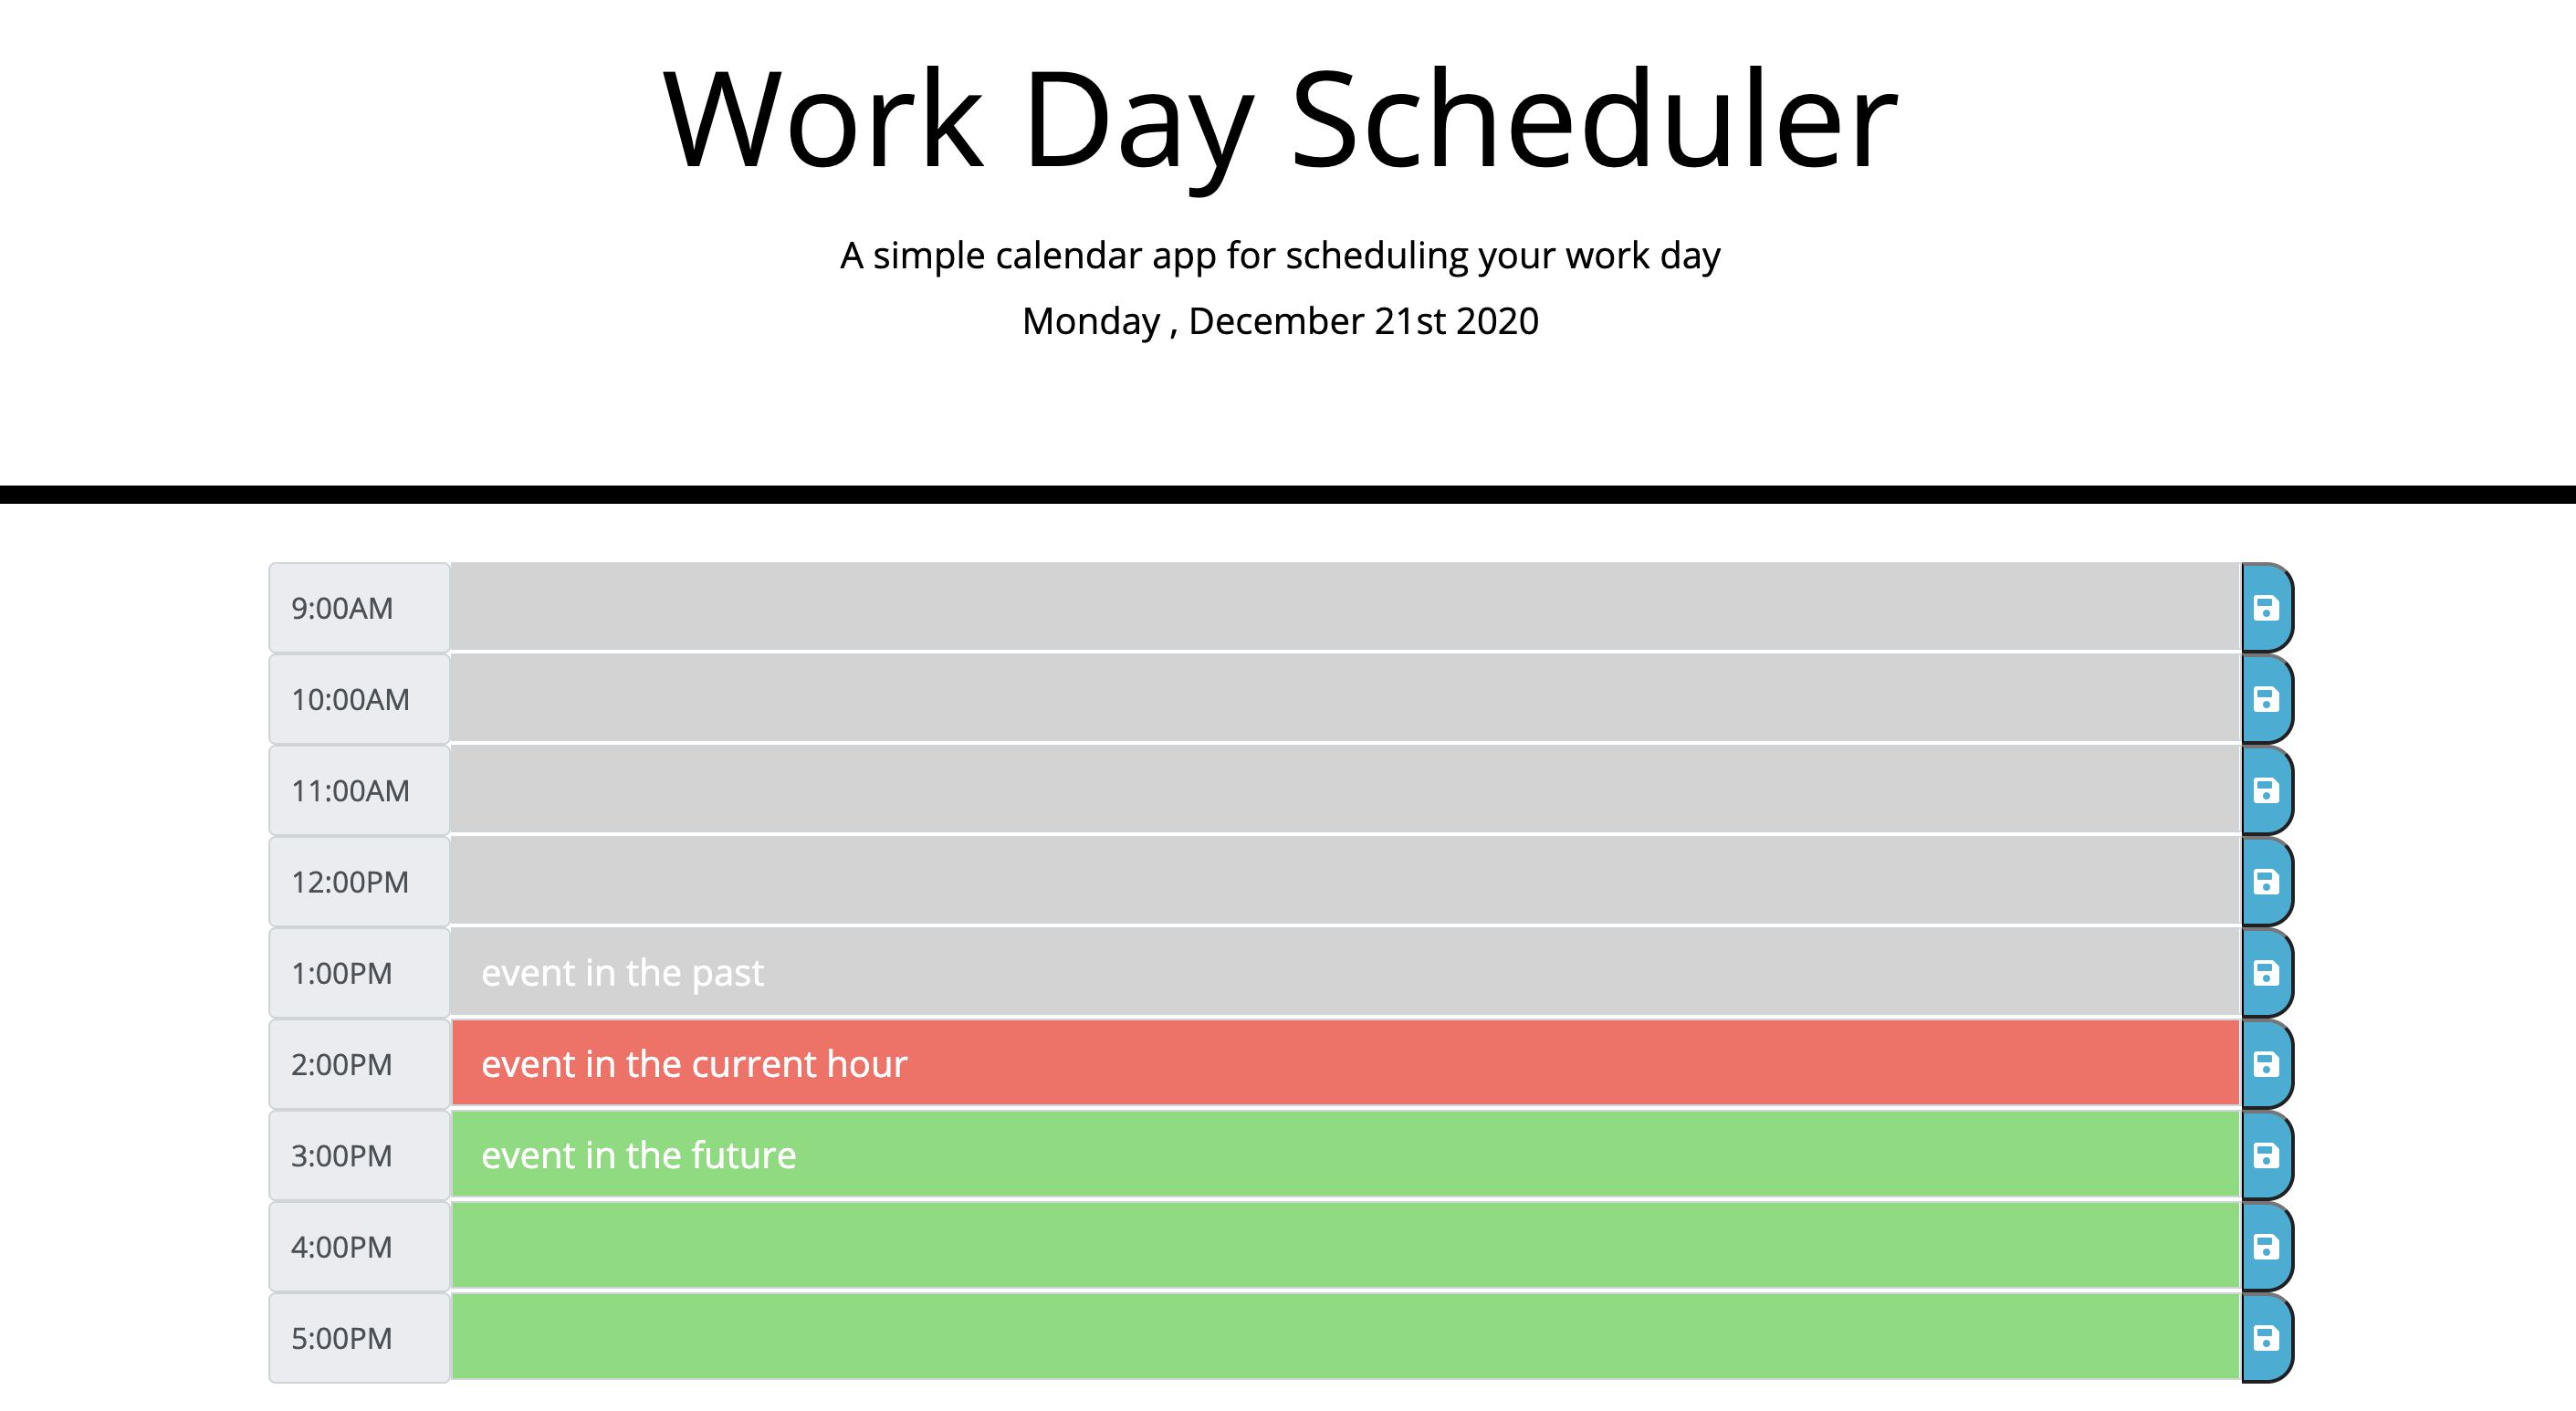 Work Day Scheduler
A simple calendar app for scheduling your work day
Monday , December 21st 2020
9:00AM
10:00AM
11:00AM
12:00PM
1:00PM event in the past
2:00PM event in the current hour
3:00PM event in the future
4:00PM
5:00PM